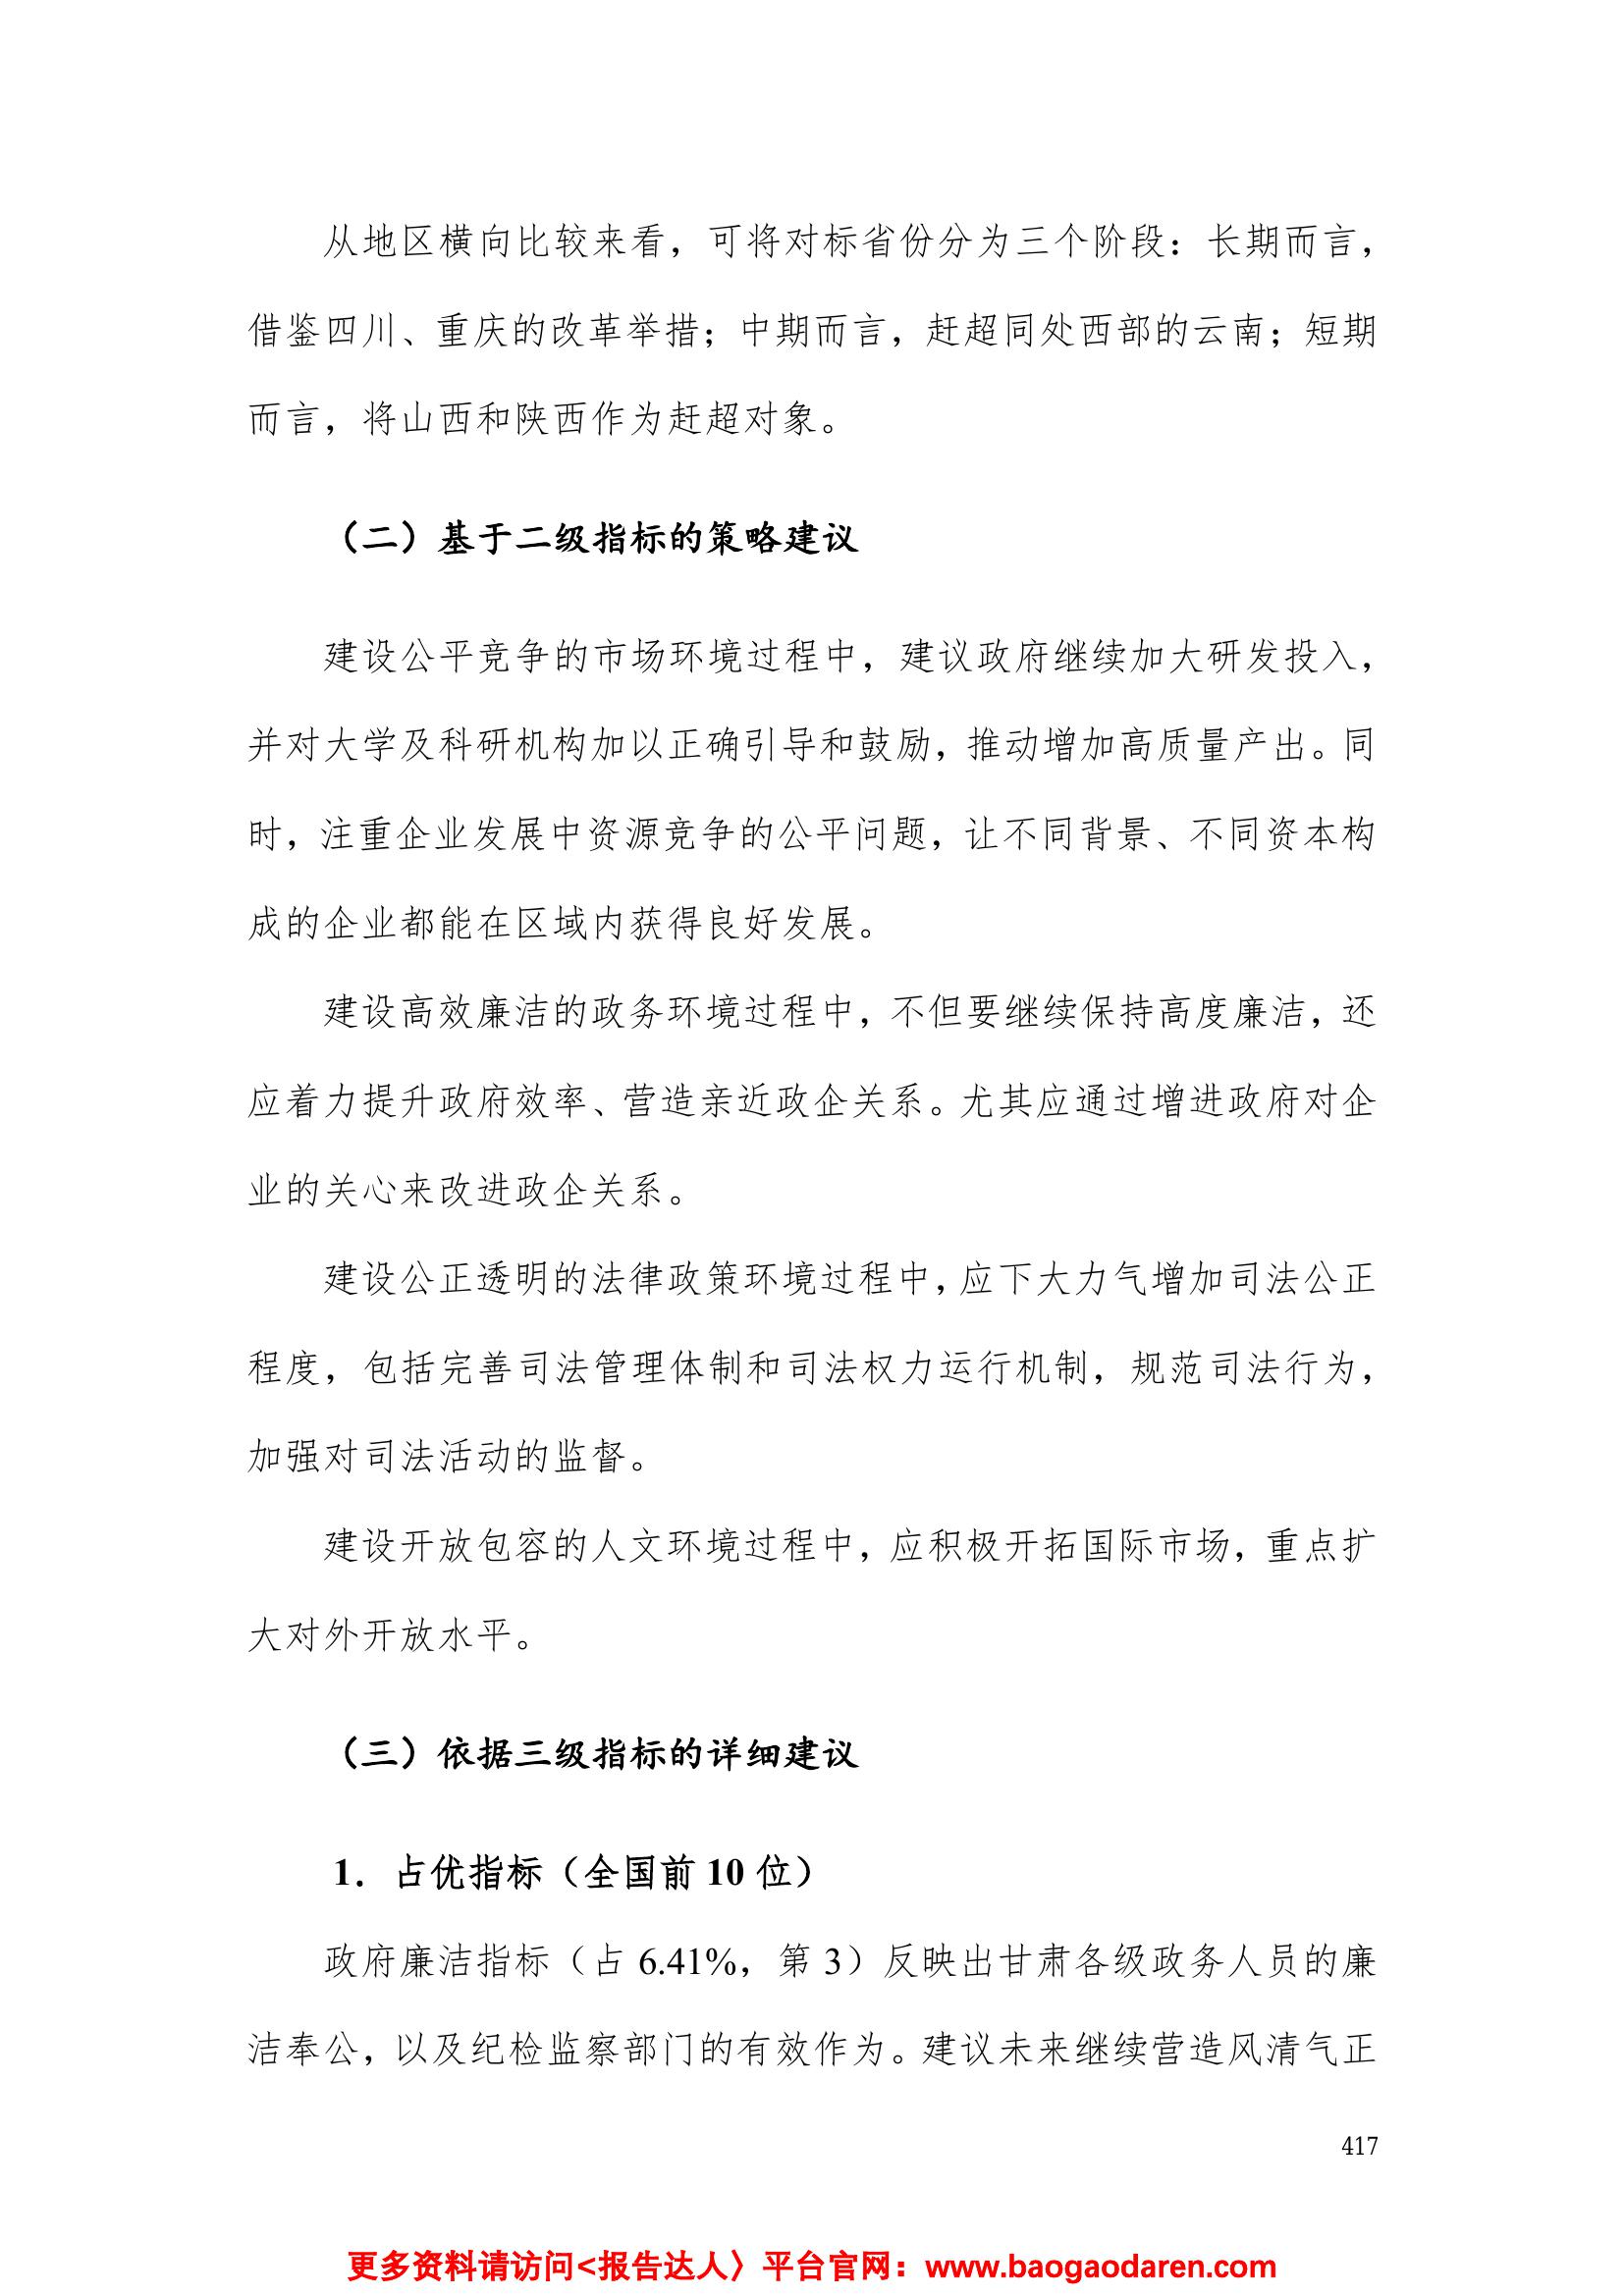 从地区横向比较来看，可将对标省份分为三个阶段：长期而言，
借鉴四川、重庆的改革举措；中期而言，赶超同处西部的云南；短期
而言，将山西和陕西作为赶超对象。
（二）基于二级指标的策略建议
建设公平竞争的市场环境过程中，建议政府继续加大研发投入，
并对大学及科研机构加以正确引导和鼓励，推动增加高质量产出。同
时，注重企业发展中资源竞争的公平问题，让不同背景、不同资本构
成的企业都能在区域内获得良好发展。
建设高效廉洁的政务环境过程中，不但要继续保持高度廉洁，还
应着力提升政府效率、营造亲近政企关系。尤其应通过增进政府对企
业的关心来改进政企关系。
建设公正透明的法律政策环境过程中，应下大力气增加司法公正
程度，包括完善司法管理体制和司法权力运行机制，规范司法行为，
加强对司法活动的监督。
建设开放包容的人文环境过程中，应积极开拓国际市场，重点扩
大对外开放水平。
（三）依据三级指标的详细建议
1．占优指标（全国前 10 位）
政府廉洁指标（占 6.41%，第 3）反映出甘肃各级政务人员的廉
洁奉公，以及纪检监察部门的有效作为。建议未来继续营造风清气正
417
更多资料请访问<报告达人〉平台官网：www.baogaodaren.com